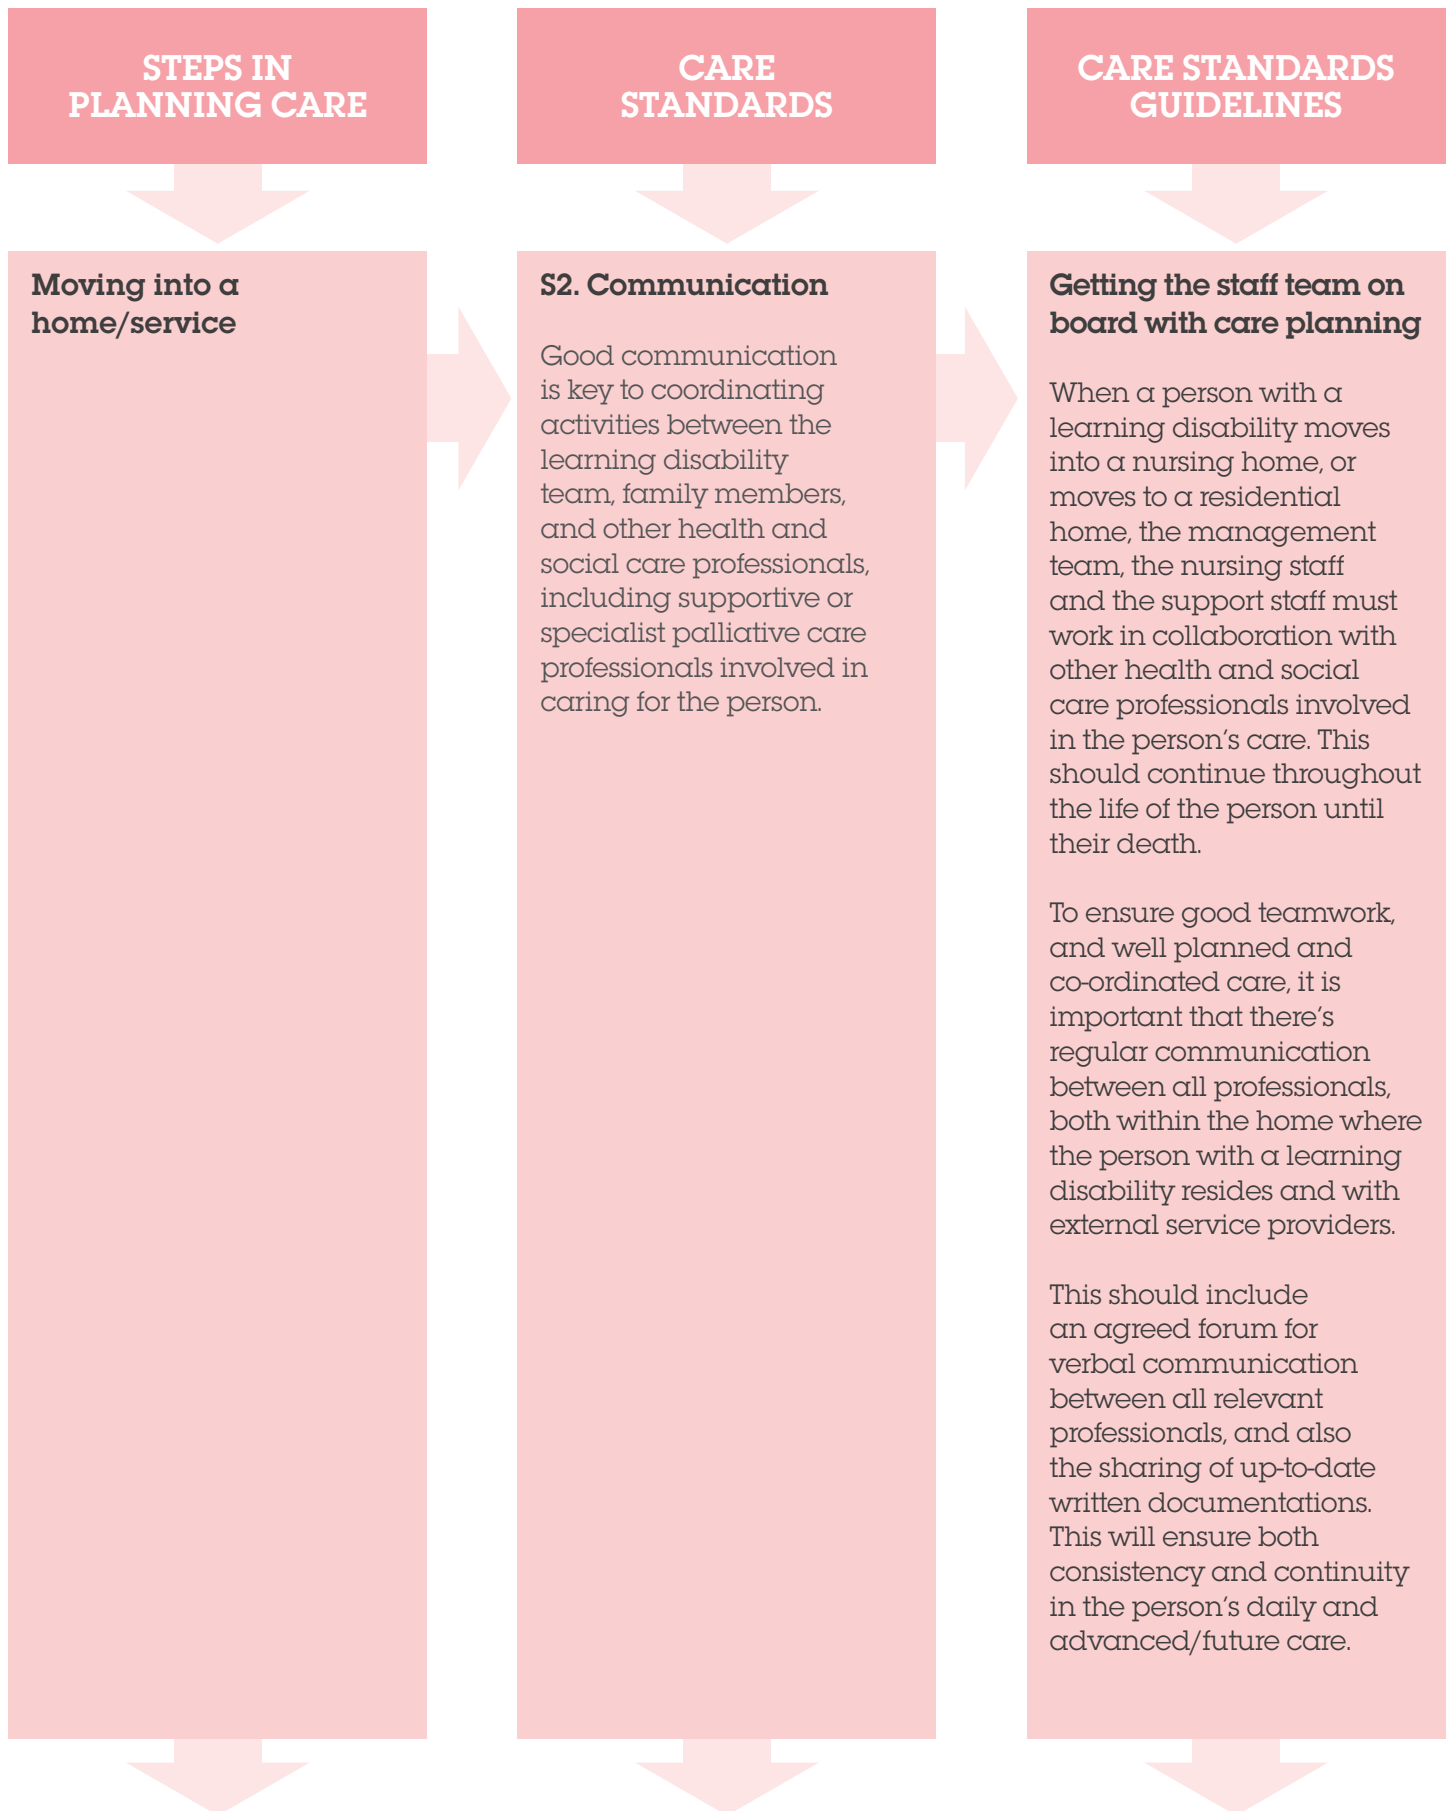 STEPS IN
PLANNING CARE
CARE
STANDARDS
CARE STANDARDS
GUIDELINES
Moving into a
home/service
S2. Communication
Good communication
is key to coordinating
activities between the
learning disability
team, family members,
and other health and
social care professionals,
including supportive or
specialist palliative care
professionals involved in
caring for the person.
Getting the staff team on
board with care planning
When a person with a
learning disability moves
into a nursing home, or
moves to a residential
home, the management
team, the nursing staff
and the support staff must
work in collaboration with
other health and social
care professionals involved
in the person's care. This
should continue throughout
the life of the person until
their death.
To ensure good teamwork,
and well planned and
co-ordinated care, it is
important that there's
regular communication
between all professionals,
both within the home where
the person with a learning
disability resides and with
external service providers.
This should include
an agreed forum for
verbal communication
between all relevant
professionals, and also
the sharing of up-to-date
written documentations.
This will ensure both
consistency and continuity
in the person's daily and
advanced/future care.